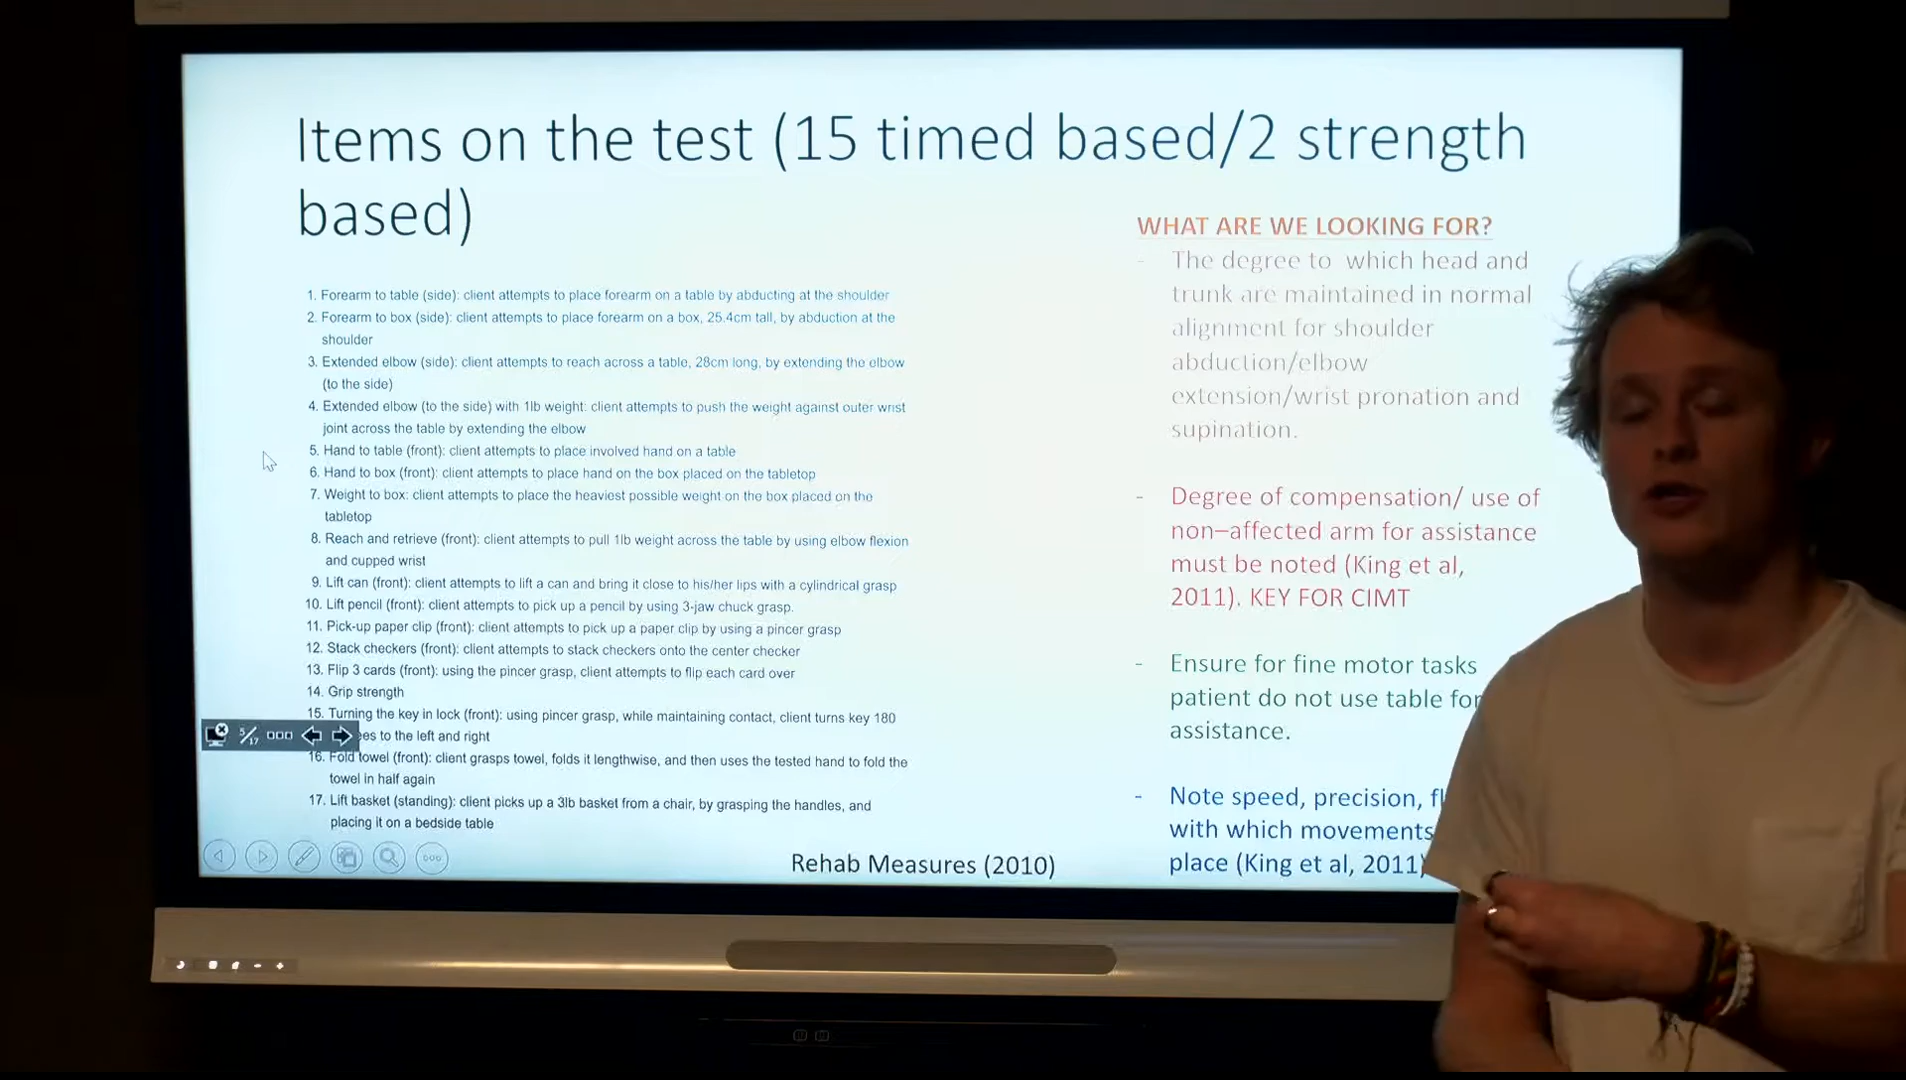 Items on the test (15 timed based/2 strength
based)
1. Forearm to table (side): client attempts to place forearm on a table by abducting at the shoulder
2. Forearm to box (side): client attempts to place forearm on a box, 25.4cm tall, by abduction at the
shoulder
3. Extended elbow (side): client attempts to reach across a table, 28cm long, by extending the elbow
(to the side)
4. Extended elbow (to the side) with 1lb weight: client attempts to push the weight against outer wrist
joint across the table by extending the elbow
5. Hand to table (front): client attempts to place involved hand on a table
6. Hand to box (front): client attempts to place hand on the box placed on the tabletop
7. Weight to box: client attempts to place the heaviest possible weight on the box placed on the
tabletop
8. Reach and retrieve (front): client attempts to pull 1lb weight across the table by using elbow flexion
and cupped wrist
9. Lift can (front): client attempts to lift a can and bring it close to his/her lips with a cylindrical grasp
10. Lift pencil (front): client attempts to pick up a pencil by using 3-jaw chuck grasp.
11. Pick-up paper clip (front): client attempts to pick up a paper clip by using a pincer grasp
12. Stack checkers (front): client attempts to stack checkers onto the center checker
13. Flip 3 cards (front): using the pincer grasp, client attempts to flip each card over
14. Grip strength
15. Turning the key in lock (front): using pincer grasp, while maintaining contact, client turns key 180
es to the left and right
16. Fold towel (front): client grasps towel, folds it lengthwise, and then uses the tested hand to fold the
towel in half again
17. Lift basket (standing): client picks up a 3lb basket from a chair, by grasping the handles, and
placing it on a bedside table
5/17
Rehab Measures (2010)
WHAT ARE WE LOOKING FOR?
- The degree to which head and
trunk are maintained in normal
alignment for shoulder
abduction/elbow
extension/wrist pronation and
supination.
- Degree of compensation/ use of
non–affected arm for assistance
must be noted (King et al,
2011). KEY FOR CIMT
- Ensure for fine motor tasks
patient do not use table for
assistance.
- Note speed, precision,
with which movements
place (King et al, 2011)